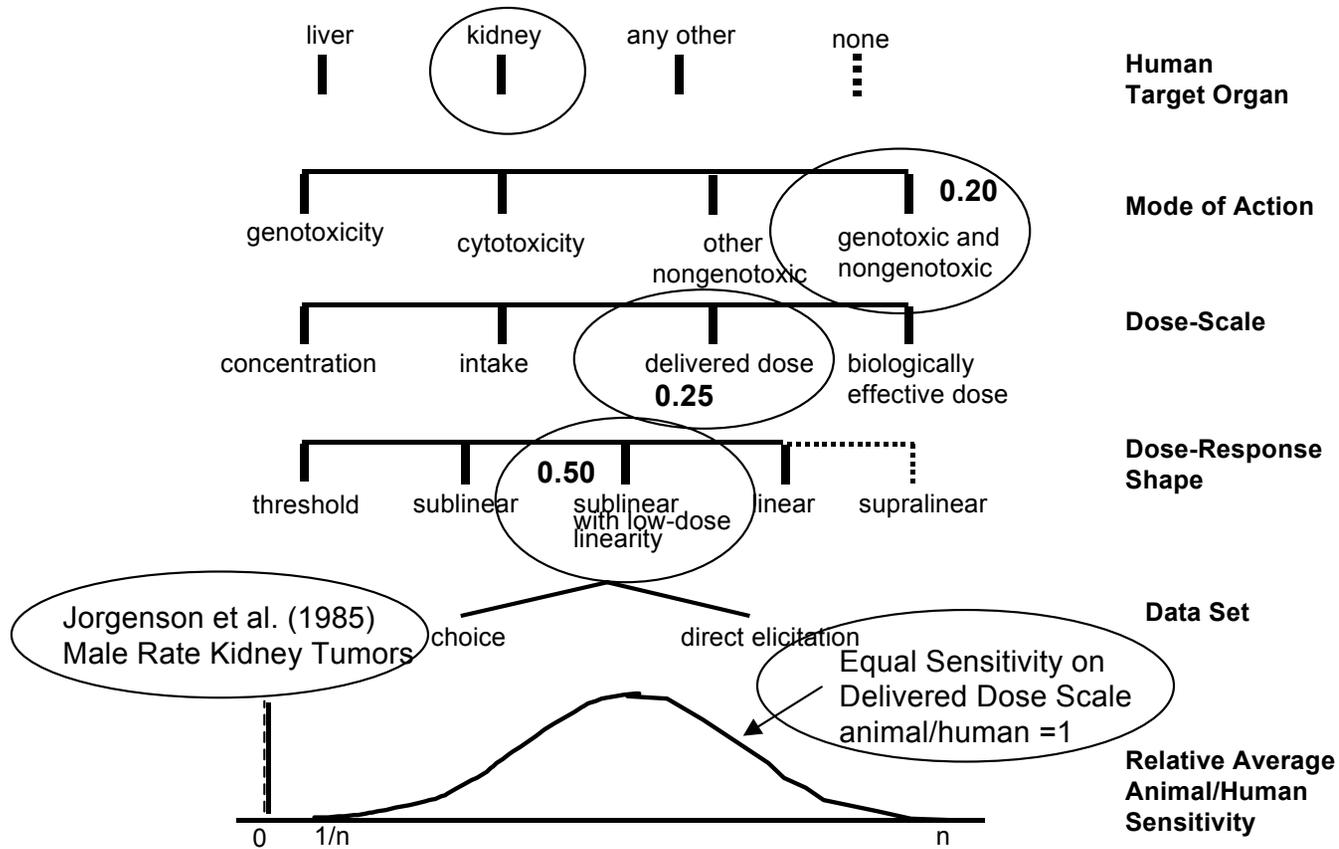 liver
kidney
any other
none
Human
Target Organ
0.20
Mode of Action
genotoxicity
cytotoxicity
other
nongenotoxic
genotoxic and
nongenotoxic
Dose-Scale
concentration
intake
delivered dose
0.25
biologically
effective dose
Dose-Response
Shape
0.50
threshold
sublinear
sublinear
with low-dose
linearity
linear
supralinear
Data Set
Jorgenson et al. (1985)
Male Rate Kidney Tumors
choice
direct elicitation
Equal Sensitivity on
Delivered Dose Scale
animal/human =1
Relative Average
Animal/Human
Sensitivity
0
1/n
n